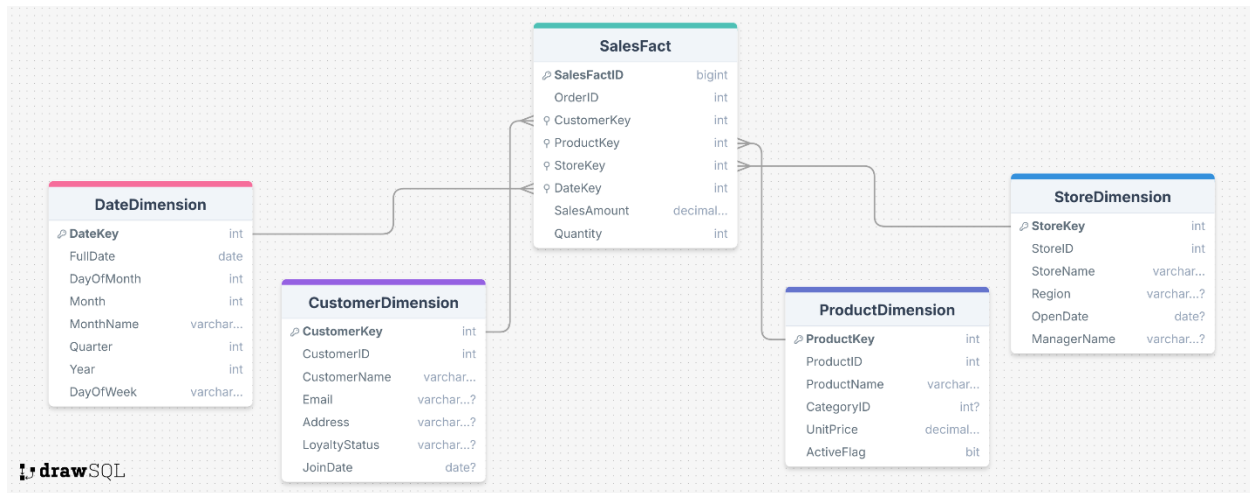 SalesFact
SalesFactID bigint
OrderID int
CustomerKey int
ProductKey int
StoreKey int
DateKey int
SalesAmount decimal...
Quantity int
DateDimension
DateKey int
FullDate date
DayOfMonth int
Month int
MonthName varchar...
Quarter int
Year int
DayOfWeek varchar...
CustomerDimension
CustomerKey int
CustomerID int
CustomerName varchar...
Email varchar...?
Address varchar...?
LoyaltyStatus varchar...?
JoinDate date?
ProductDimension
ProductKey int
ProductID int
ProductName varchar...
CategoryID int?
UnitPrice decimal...
ActiveFlag bit
StoreDimension
StoreKey int
StoreID int
StoreName varchar...
Region varchar...?
OpenDate date?
ManagerName varchar...?
drawSQL